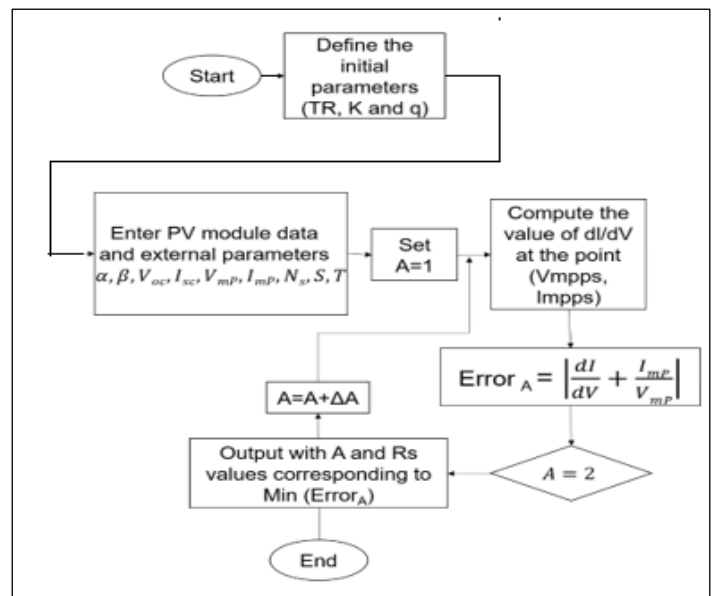 Start
Define the
initial
parameters
(TR, K and q)
Enter PV module data
and external parameters
α, β, V_oc, I_sc, V_mP, I_mP, N_s, S, T
Set
A=1
Compute the
value of dI/dV
at the point
(Vmpps,
Impps)
Error A = |dI/dV + I_mP/V_mP|
A=A+ΔA
Output with A and Rs
values corresponding to
Min (Error_A)
A = 2
End